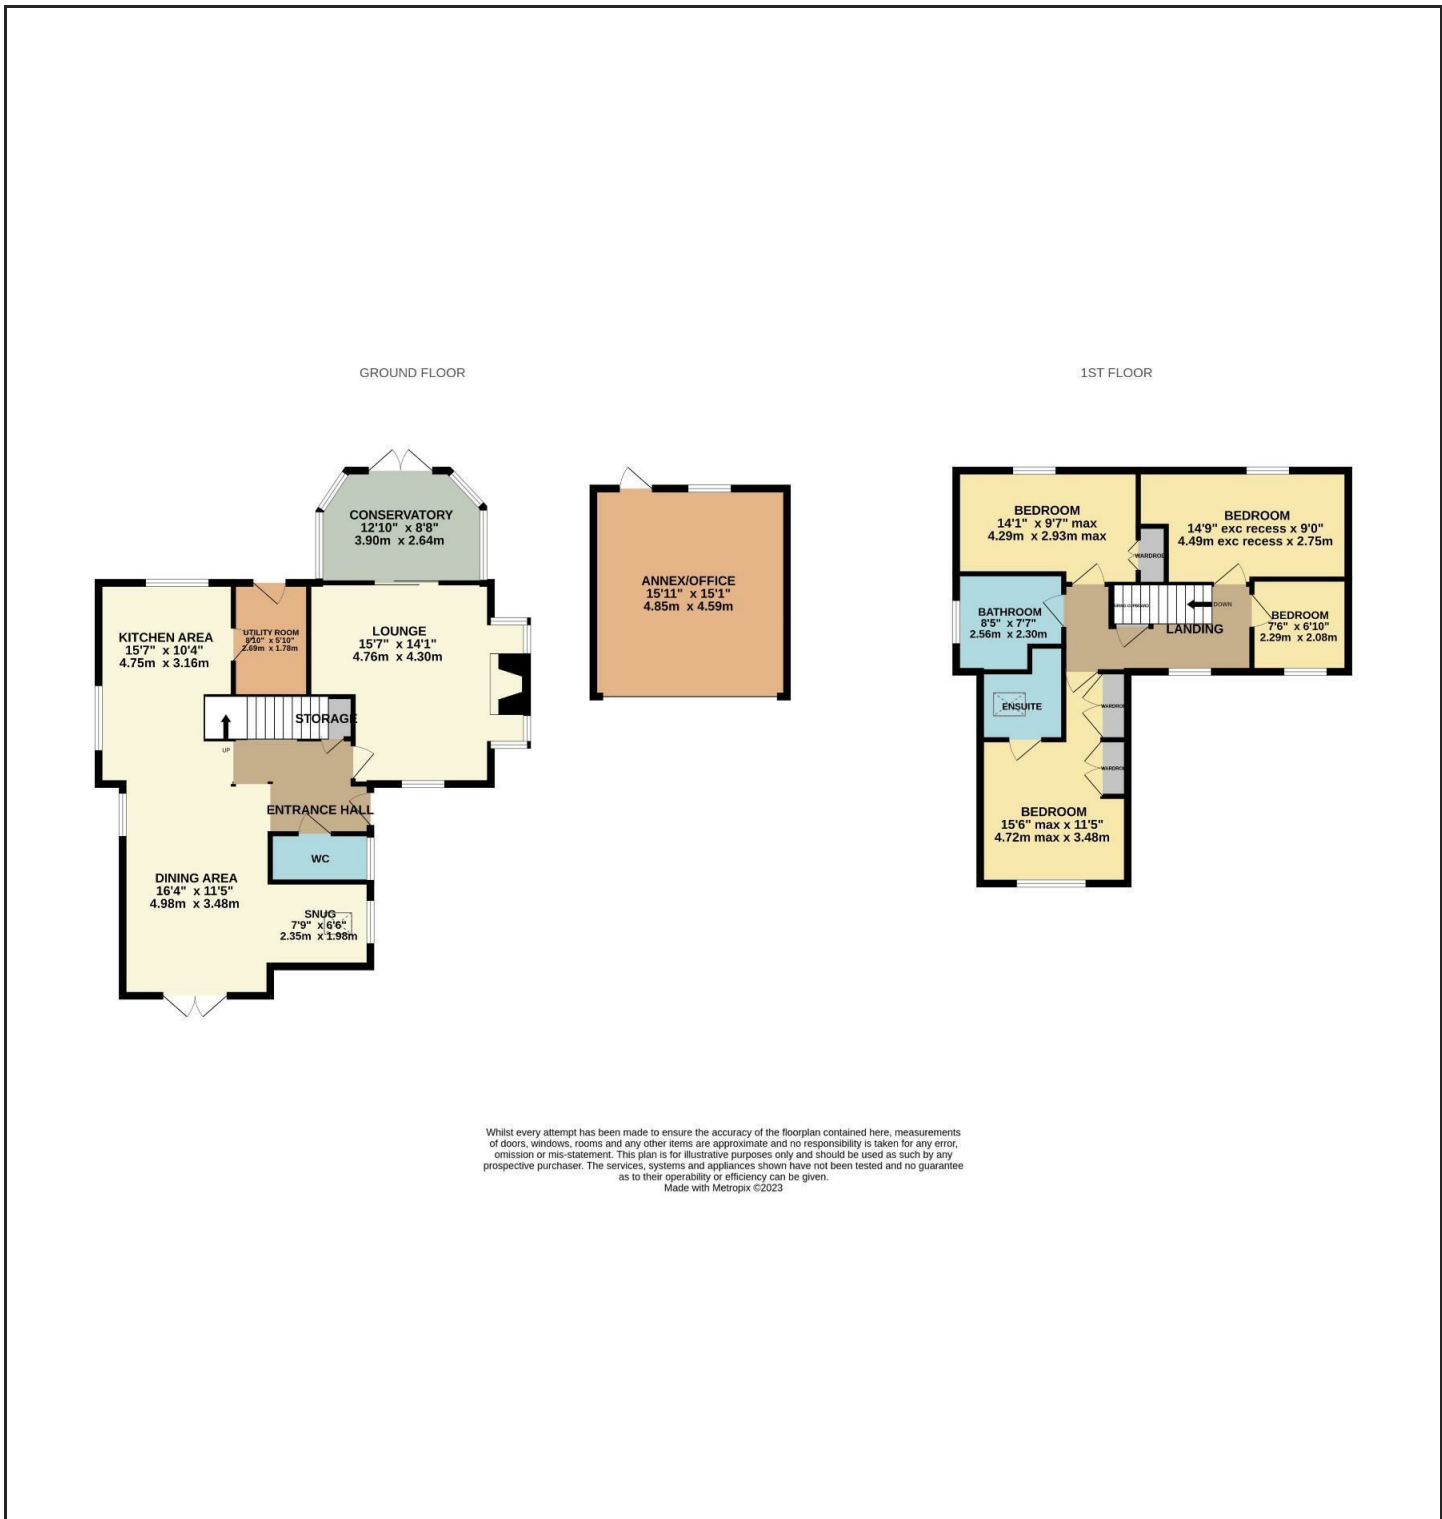 GROUND FLOOR
1ST FLOOR
CONSERVATORY
12'10" x 8'8"
3.90m x 2.64m
KITCHEN AREA
15'7" x 10'4"
4.75m x 3.16m
UTILITY ROOM
8'10" x 5'10"
2.69m x 1.78m
LOUNGE
15'7" x 14'1"
4.76m x 4.30m
STORAGE
UP
ENTRANCE HALL
WC
DINING AREA
16'4" x 11'5"
4.98m x 3.48m
SNUG
7'9" x 6'6"
2.35m x 1.98m
ANNEX/OFFICE
15'11" x 15'1"
4.85m x 4.59m
BEDROOM
14'1" x 9'7" max
4.29m x 2.93m max
BEDROOM
14'9" exc recess x 9'0"
4.49m exc recess x 2.75m
WARDROBE
BATHROOM
8'5" x 7'7"
2.56m x 2.30m
DOWN
LANDING
BEDROOM
7'6" x 6'10"
2.29m x 2.08m
ENSUITE
WARDROBE
WARDROBE
BEDROOM
15'6" max x 11'5"
4.72m max x 3.48m
Whilst every attempt has been made to ensure the accuracy of the floorplan contained here, measurements
of doors, windows, rooms and any other items are approximate and no responsibility is taken for any error,
omission or mis-statement. This plan is for illustrative purposes only and should be used as such by any
prospective purchaser. The services, systems and appliances shown have not been tested and no guarantee
as to their operability or efficiency can be given.
Made with Metropix ©2023